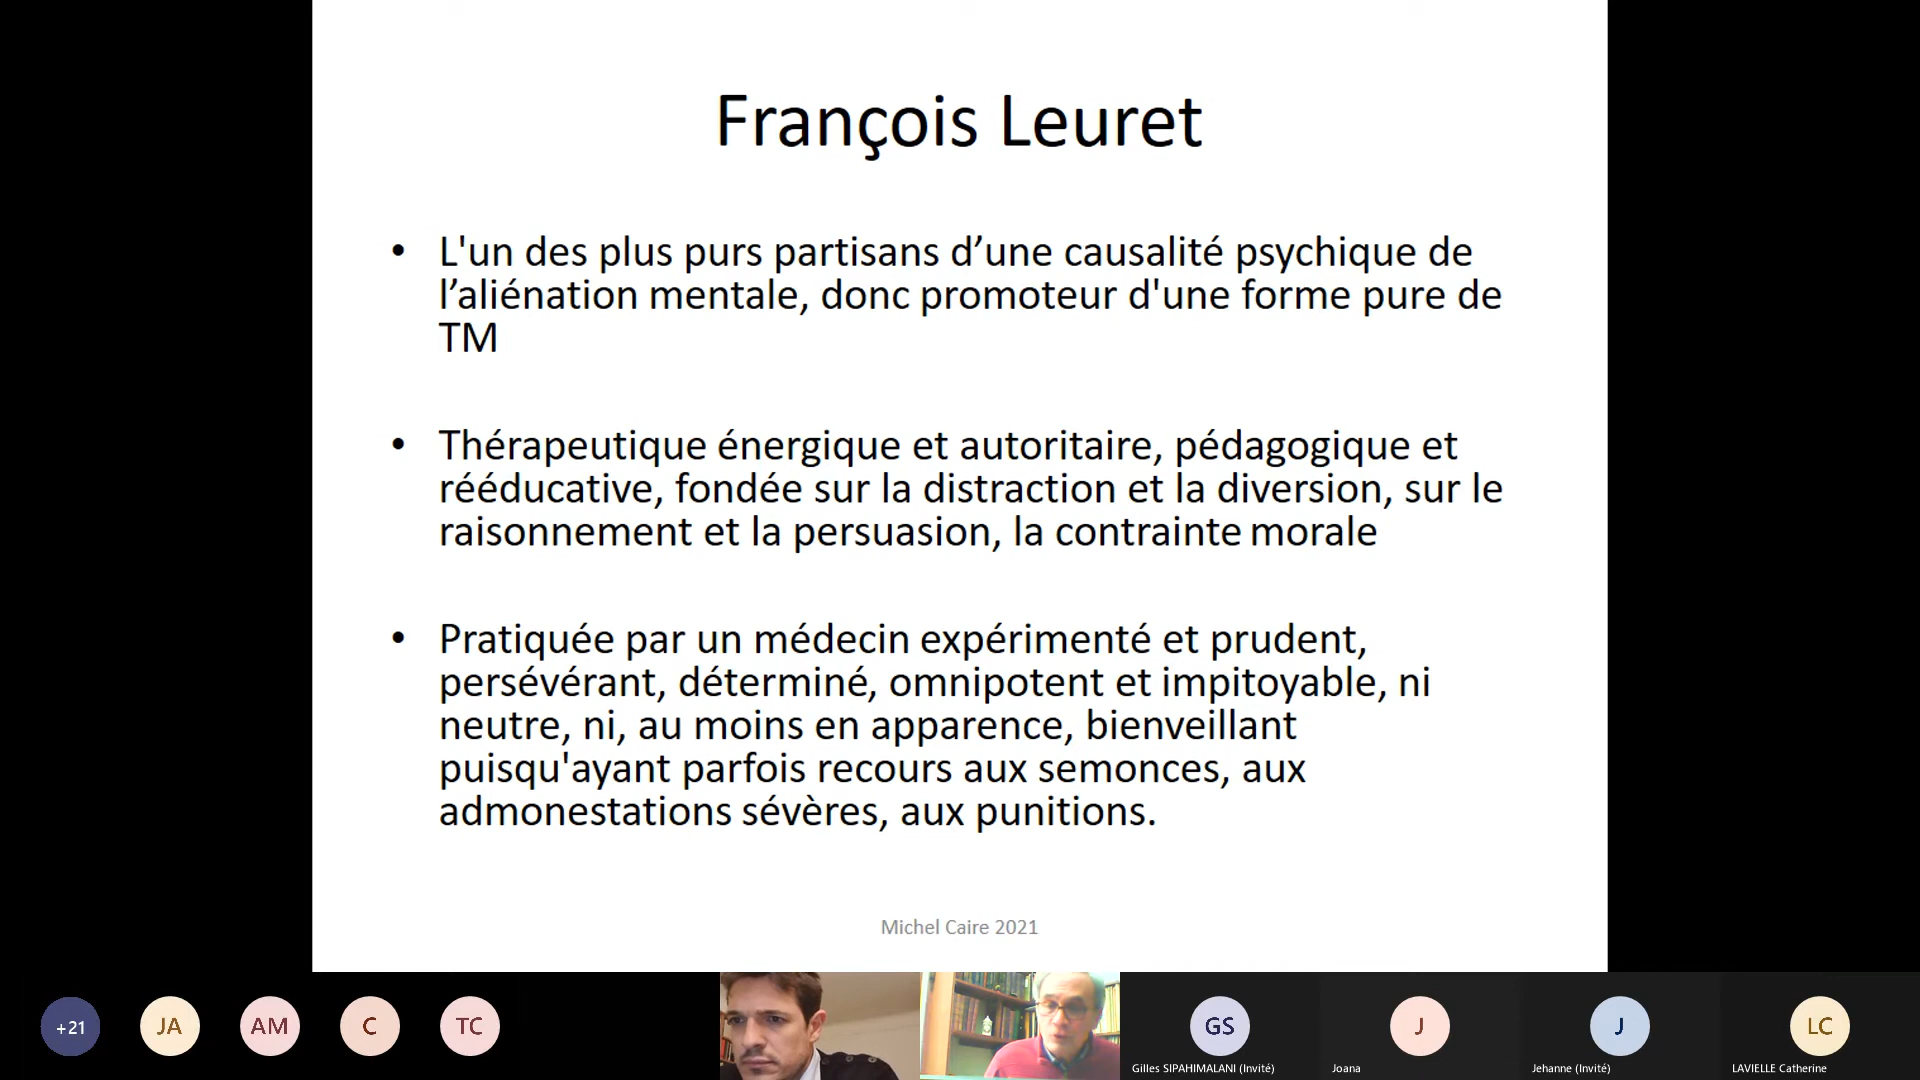 François Leuret
• L'un des plus purs partisans d’une causalité psychique de
l’aliénation mentale, donc promoteur d'une forme pure de
TM
• Thérapeutique énergique et autoritaire, pédagogique et
rééducative, fondée sur la distraction et la diversion, sur le
raisonnement et la persuasion, la contrainte morale
• Pratiquée par un médecin expérimenté et prudent,
persévérant, déterminé, omnipotent et impitoyable, ni
neutre, ni, au moins en apparence, bienveillant
puisqu'ayant parfois recours aux semonces, aux
admonestations sévères, aux punitions.
Michel Caire 2021
+21
JA
AM
C
TC
GS
J
J
LC
Gilles SIPAHIMALANI (Invité)
Joana
Jehanne (Invité)
LAVIELLE Catherine